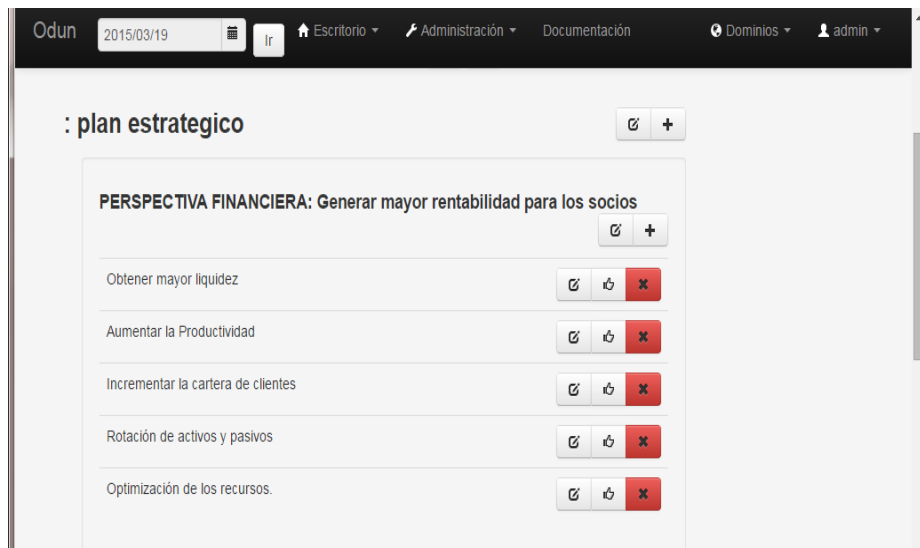 Odun 2015/03/19 Ir Escritorio Administración Documentación Dominios admin
: plan estrategico
PERSPECTIVA FINANCIERA: Generar mayor rentabilidad para los socios
Obtener mayor liquidez
Aumentar la Productividad
Incrementar la cartera de clientes
Rotación de activos y pasivos
Optimización de los recursos.